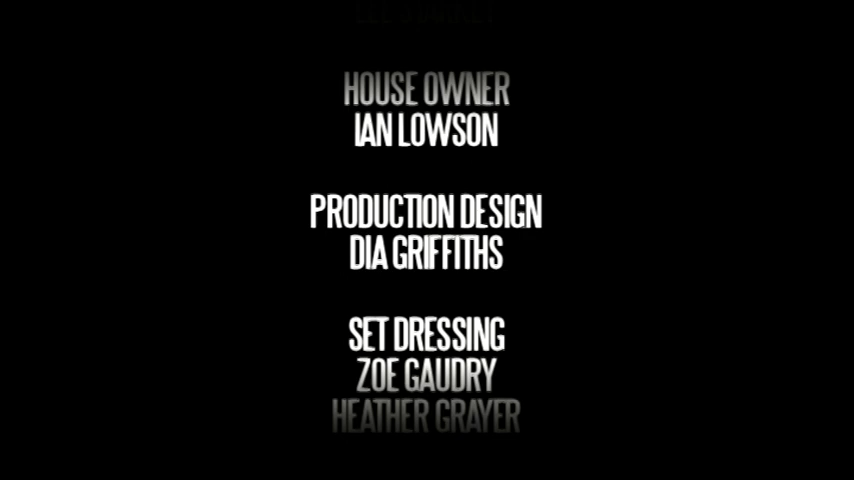 HOUSE OWNER
IAN LOWSON
PRODUCTION DESIGN
DIA GRIFFITHS
SET DRESSING
ZOE GAUDRY
HEATHER GRAYER